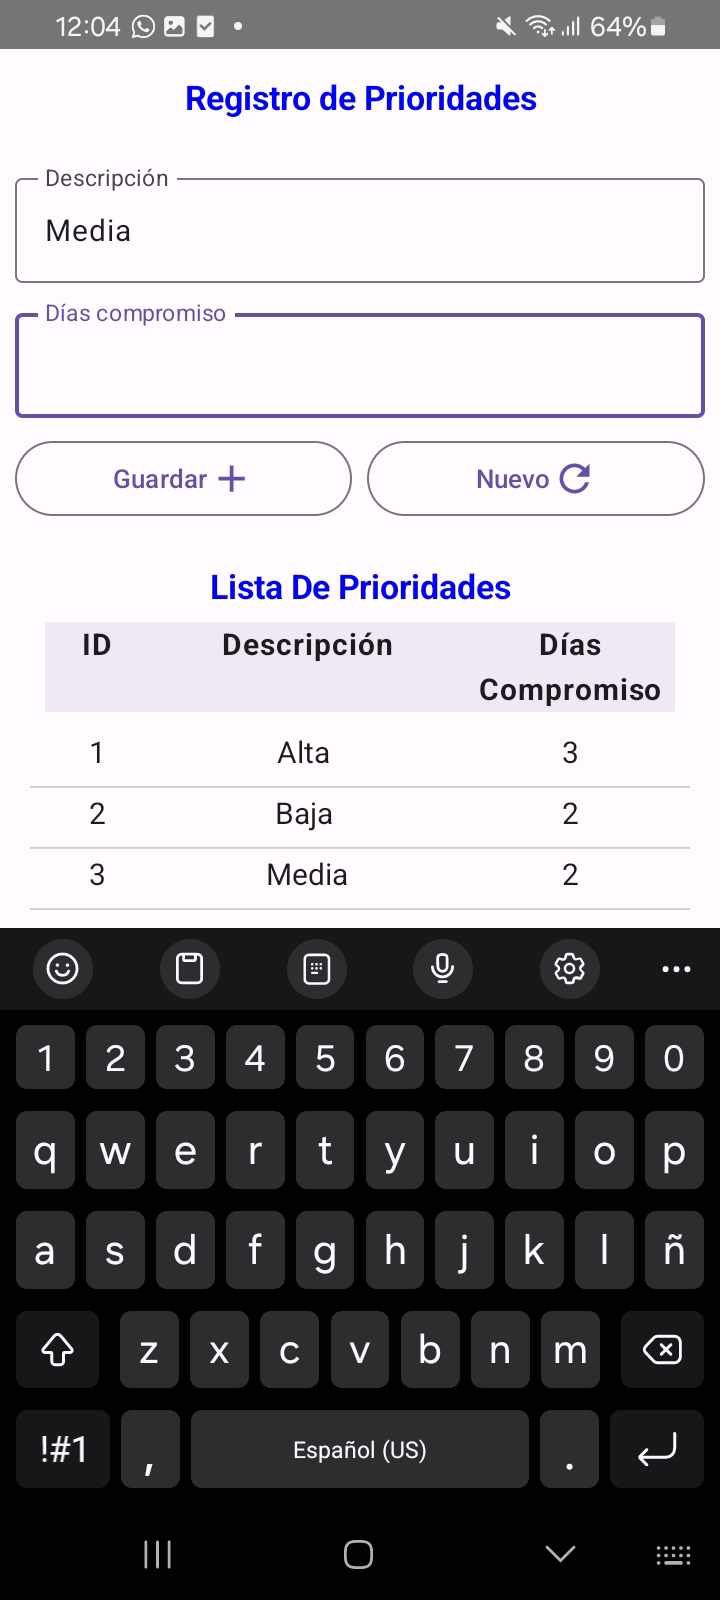 12:04 64%
Registro de Prioridades
Descripción
Media
Días compromiso
Guardar Nuevo
Lista De Prioridades
ID Descripción Días Compromiso
1 Alta 3
2 Baja 2
3 Media 2
1 2 3 4 5 6 7 8 9 0
q w e r t y u i o p
a s d f g h j k l ñ
z x c v b n m
!#1 , Español (US) .